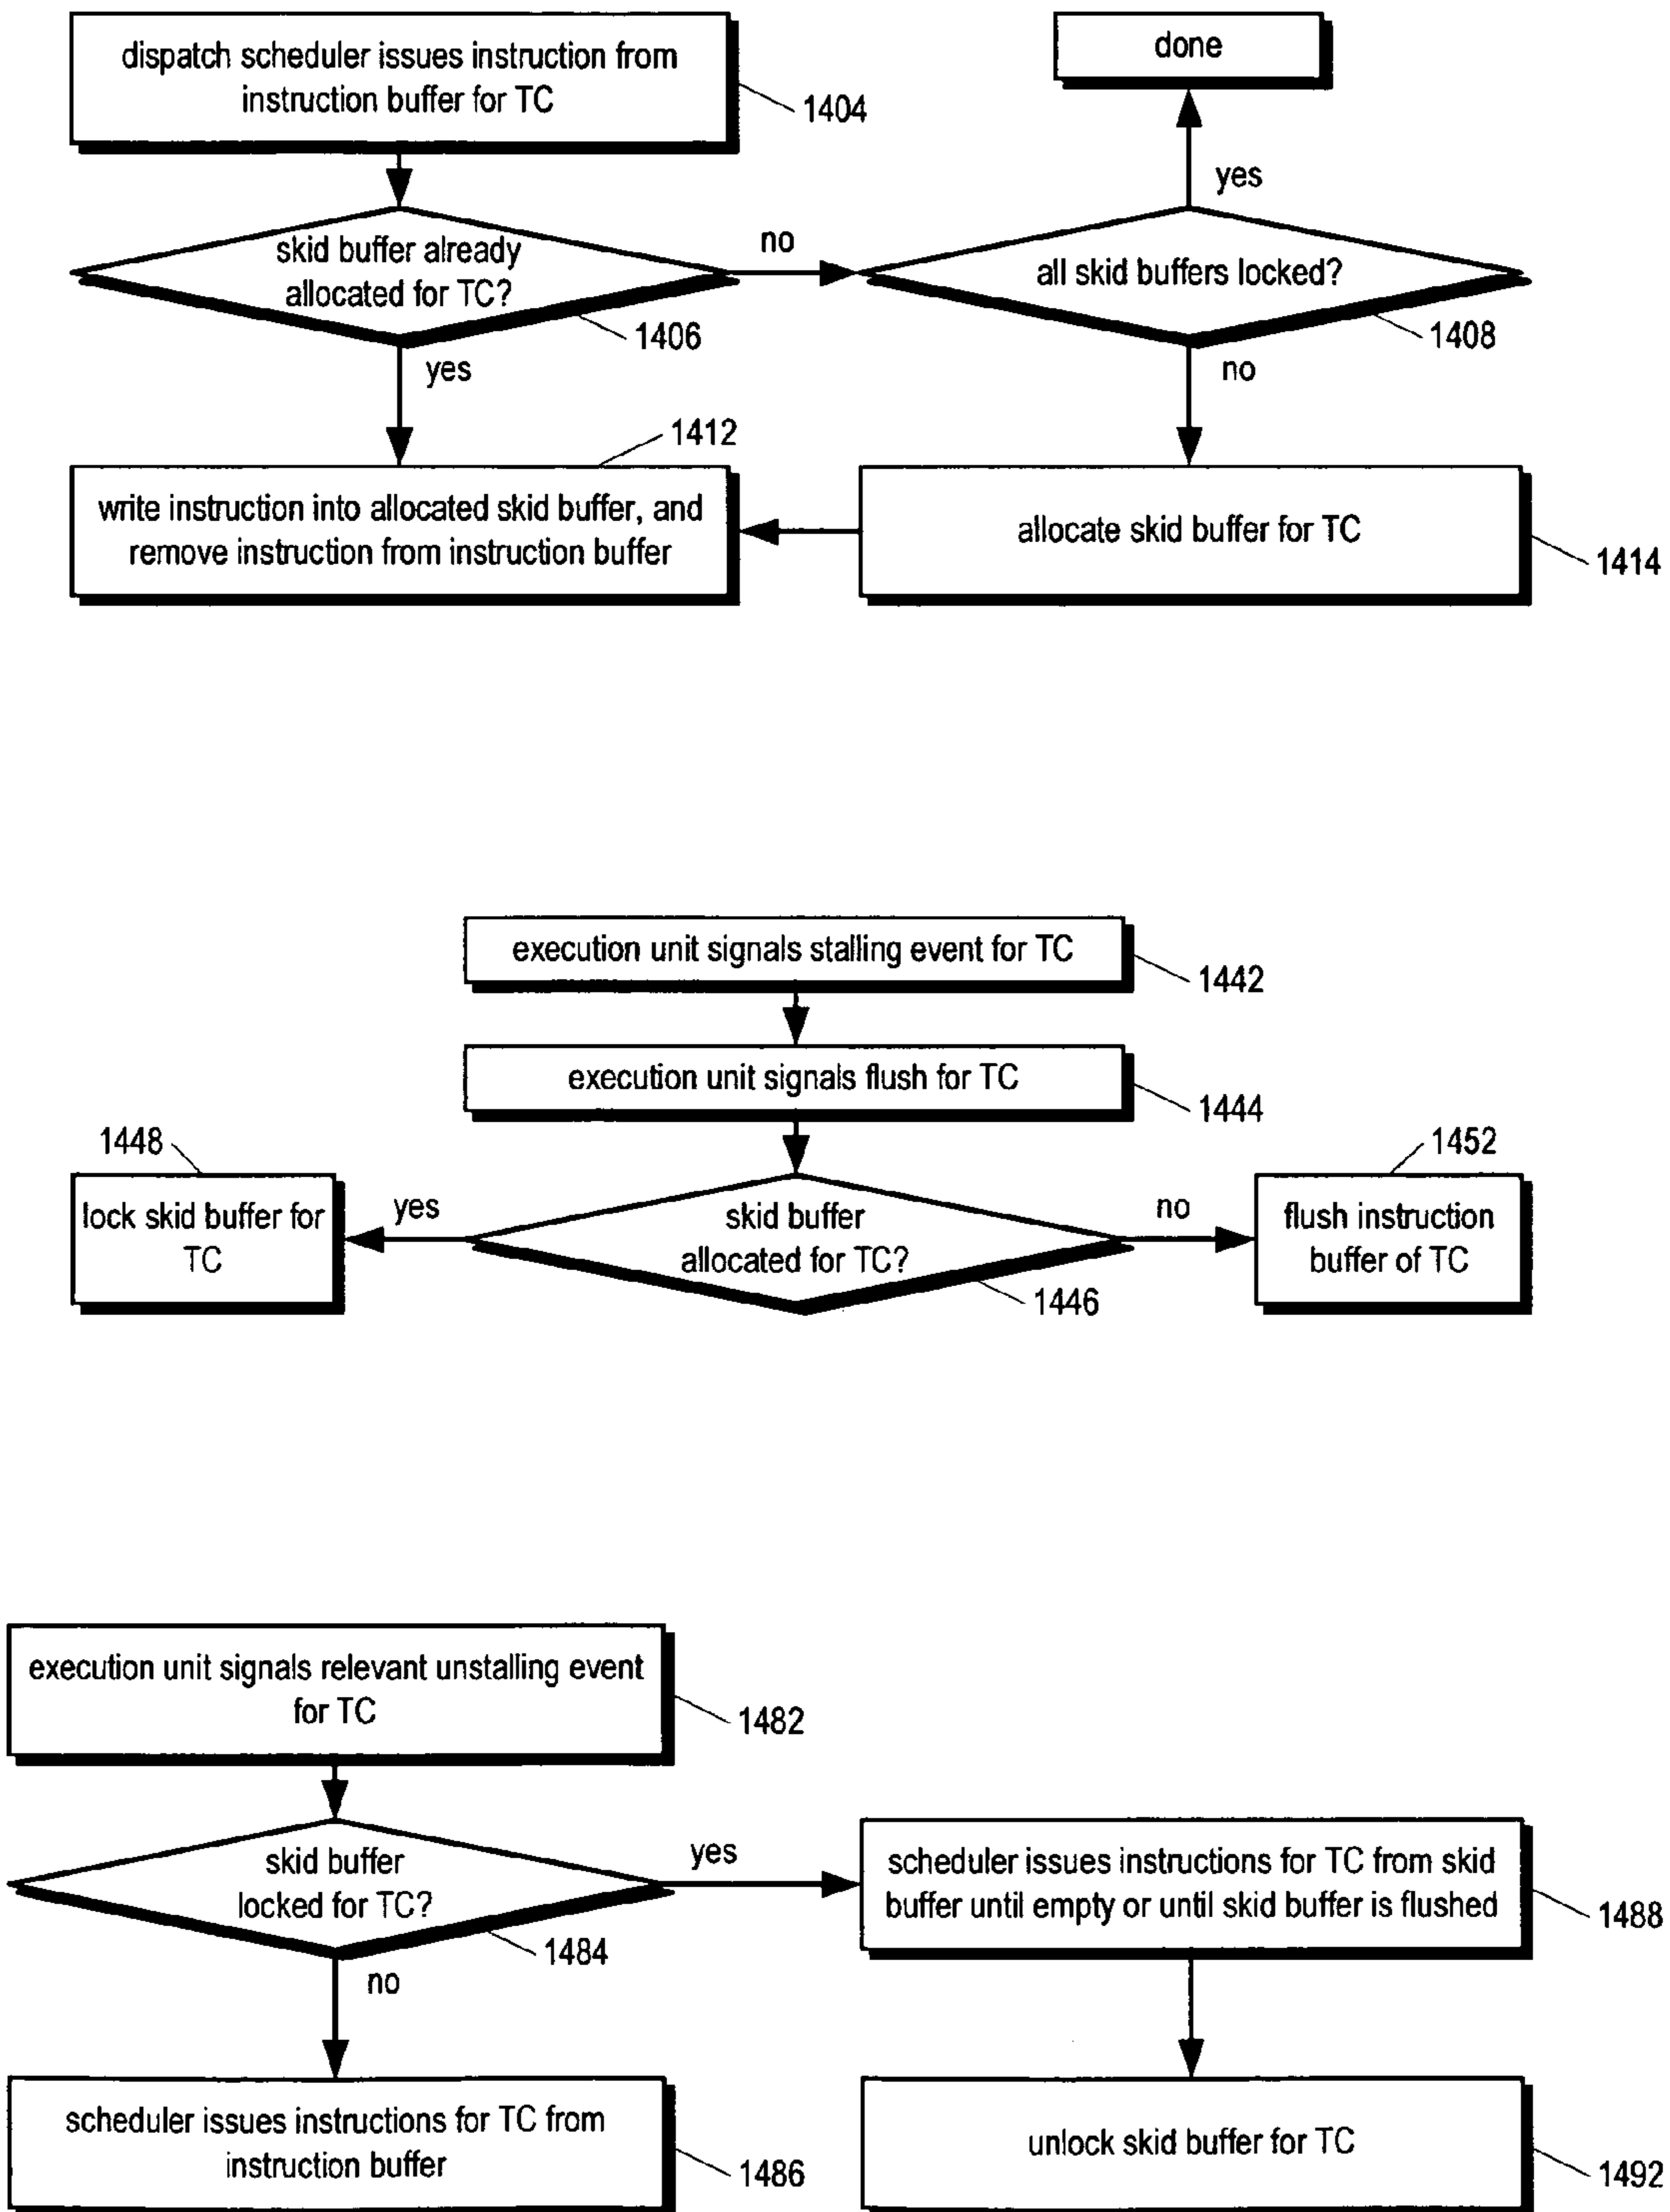 dispatch scheduler issues instruction from
instruction buffer for TC
1404
done
yes
skid buffer already
allocated for TC?
1406
no
all skid buffers locked?
1408
yes
no
1412
write instruction into allocated skid buffer, and
remove instruction from instruction buffer
allocate skid buffer for TC
1414
execution unit signals stalling event for TC
1442
execution unit signals flush for TC
1444
1448
lock skid buffer for
TC
yes
skid buffer
allocated for TC?
1446
no
1452
flush instruction
buffer of TC
execution unit signals relevant unstalling event
for TC
1482
skid buffer
locked for TC?
1484
yes
scheduler issues instructions for TC from skid
buffer until empty or until skid buffer is flushed
1488
no
scheduler issues instructions for TC from
instruction buffer
1486
unlock skid buffer for TC
1492